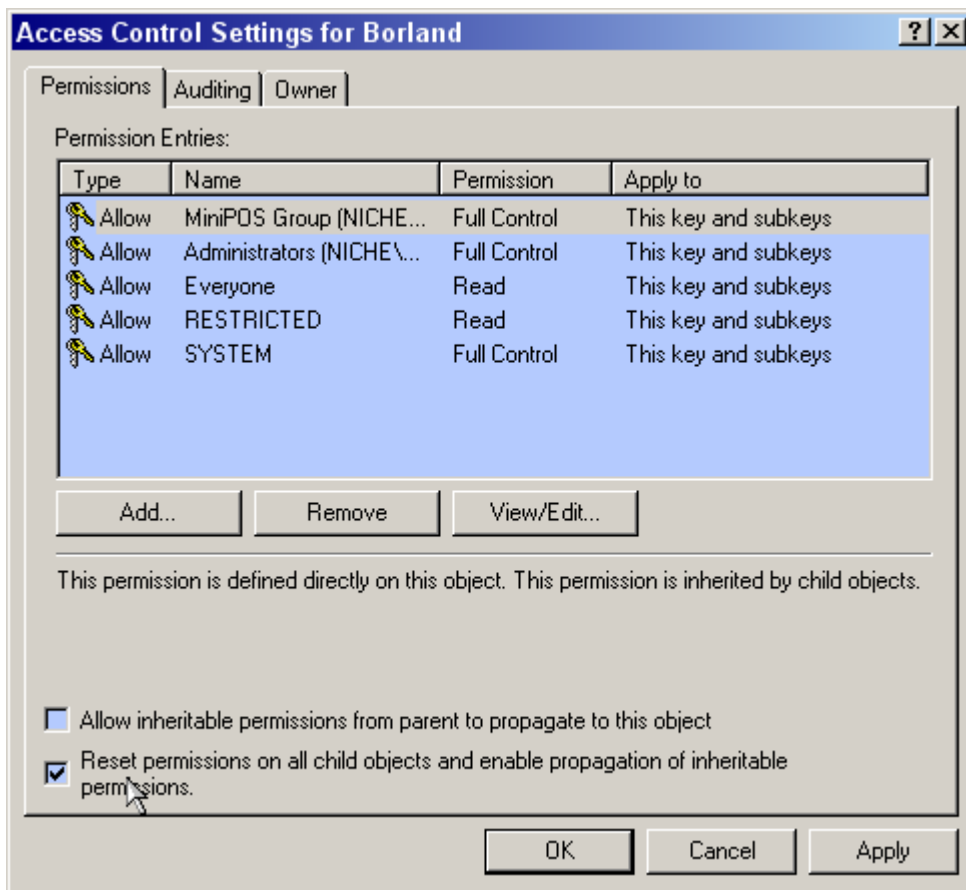 Access Control Settings for Borland
Permissions Auditing Owner
Permission Entries:
Type Name Permission Apply to
Allow MiniPOS Group (NICHE... Full Control This key and subkeys
Allow Administrators (NICHE\... Full Control This key and subkeys
Allow Everyone Read This key and subkeys
Allow RESTRICTED Read This key and subkeys
Allow SYSTEM Full Control This key and subkeys
Add... Remove View/Edit...
This permission is defined directly on this object. This permission is inherited by child objects.
Allow inheritable permissions from parent to propagate to this object
Reset permissions on all child objects and enable propagation of inheritable
permissions.
OK Cancel Apply